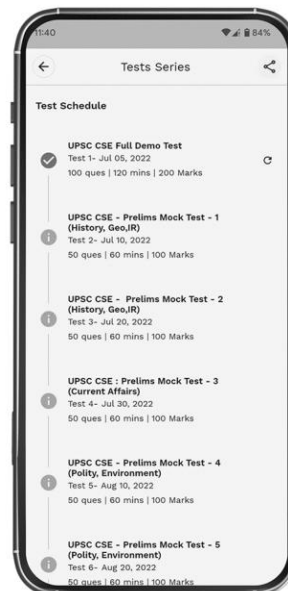 11:40 84%
Tests Series
Test Schedule
UPSC CSE Full Demo Test
Test 1- Jul 05, 2022
100 ques | 120 mins | 200 Marks
UPSC CSE - Prelims Mock Test - 1
(History, Geo,IR)
Test 2- Jul 10, 2022
50 ques | 60 mins | 100 Marks
UPSC CSE -  Prelims Mock Test - 2
(History, Geo,IR)
Test 3- Jul 20, 2022
50 ques | 60 mins | 100 Marks
UPSC CSE : Prelims Mock Test - 3
(Current Affairs)
Test 4- Jul 30, 2022
50 ques | 60 mins | 100 Marks
UPSC CSE - Prelims Mock Test - 4
(Polity, Environment)
Test 5- Aug 10, 2022
50 ques | 60 mins | 100 Marks
UPSC CSE - Prelims Mock Test - 5
(Polity, Environment)
Test 6- Aug 20, 2022
50 ques | 60 mins | 100 Marks